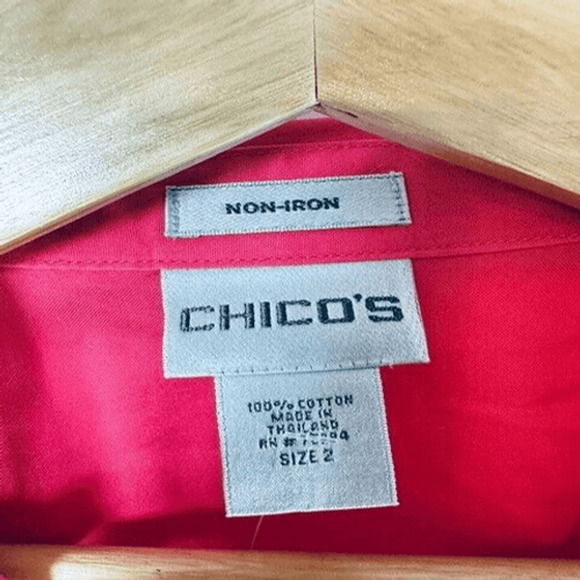 NON-IRON
CHICO'S
100% COTTON
MADE IN
THAILAND
RN #
SIZE 2